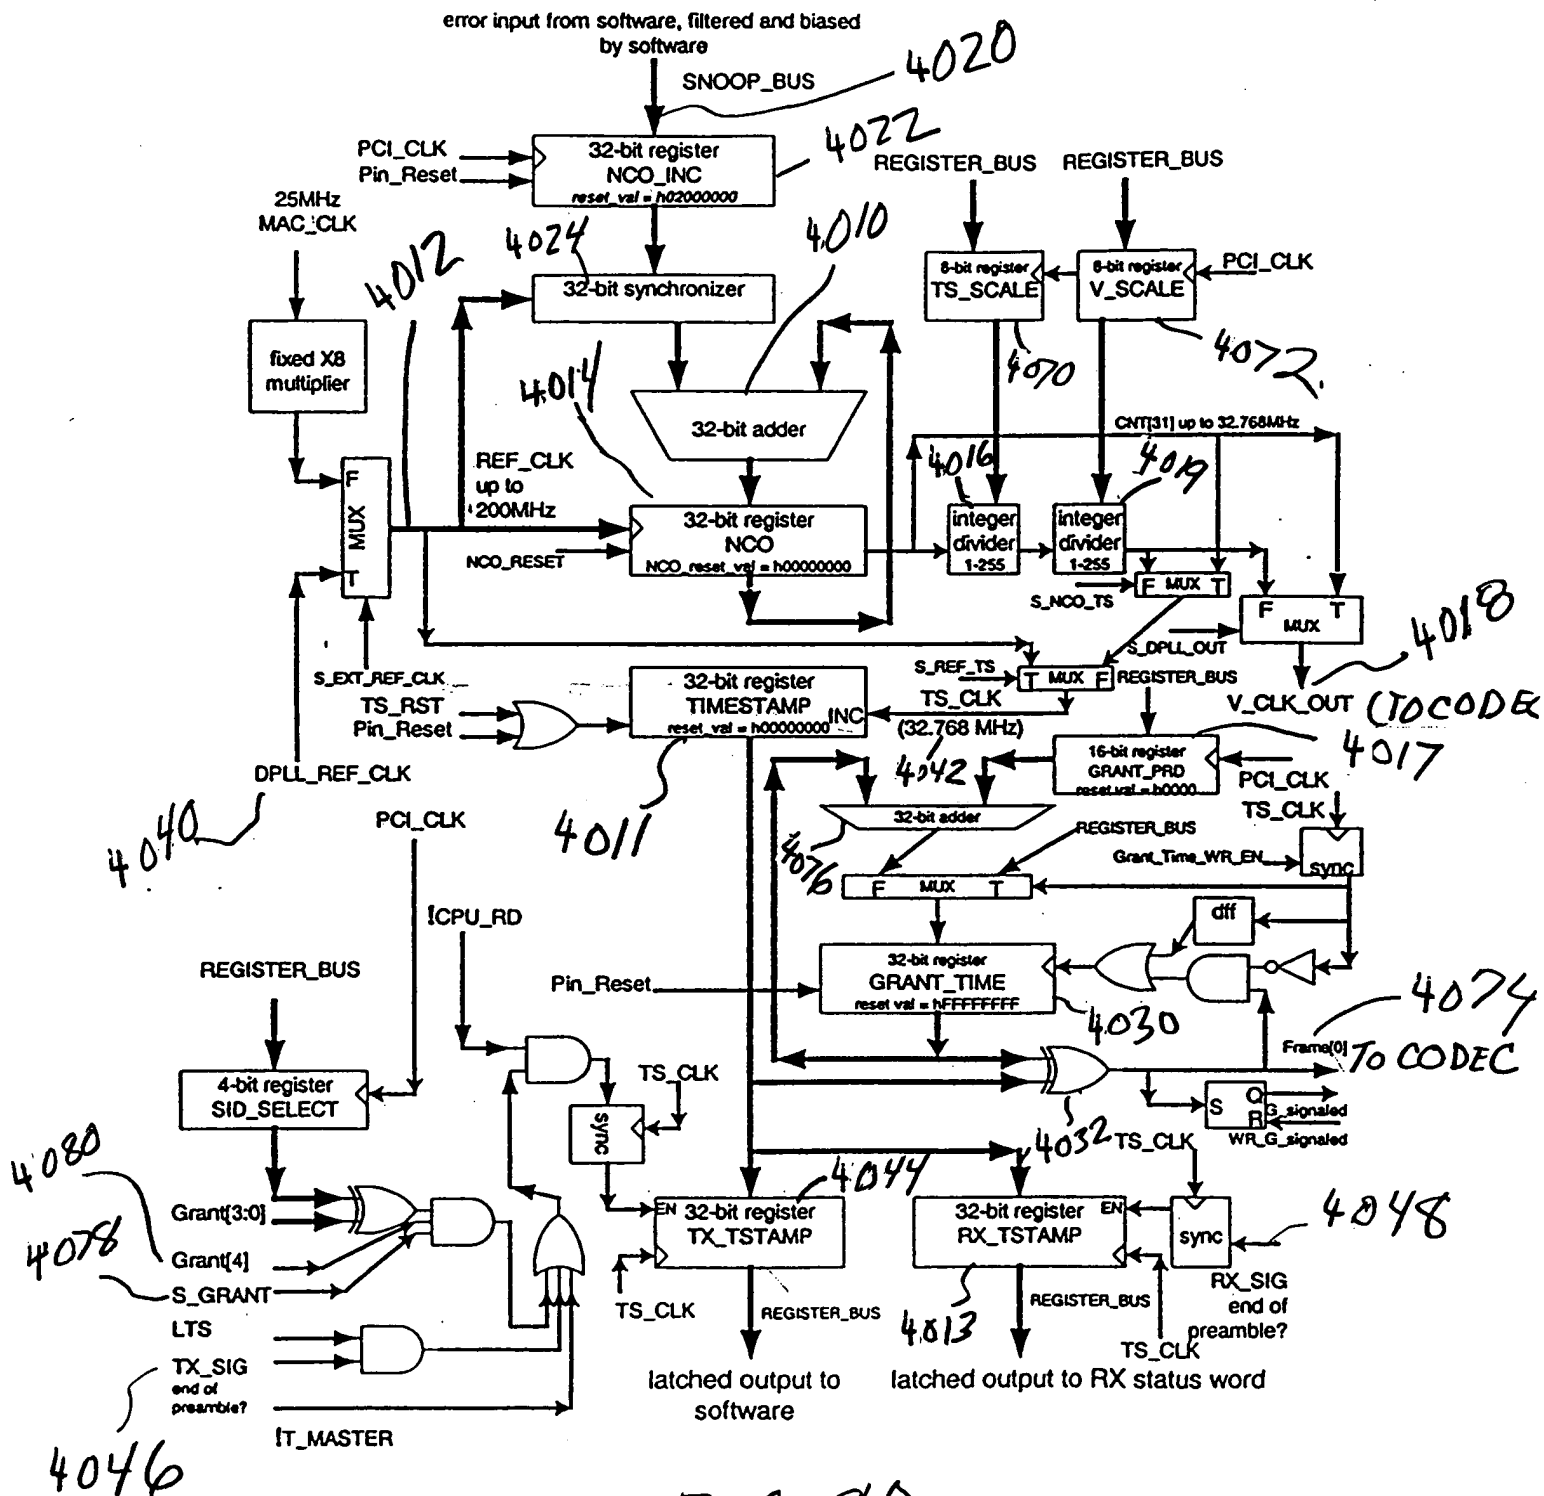 error input from software, filtered and biased
by software
SNOOP_BUS
4020
PCI_CLK
Pin_Reset
32-bit register
NCO_INC
reset_val = h02000000
4022
REGISTER_BUS
REGISTER_BUS
25MHz
MAC_CLK
4012
4024
32-bit synchronizer
4010
8-bit register
TS_SCALE
8-bit register
V_SCALE
PCI_CLK
4070
4072
fixed X8
multiplier
4014
32-bit adder
CNT[31] up to 32.768MHz
F
MUX
T
REF_CLK
up to
200MHz
4016
4019
32-bit register
NCO
NCO_reset_val = h00000000
NCO_RESET
integer
divider
1-255
integer
divider
1-255
F MUX T
S_NCO_TS
F T
MUX
S_DPLL_OUT
4018
S_EXT_REF_CLK
S_REF_TS
T MUX F
REGISTER_BUS
V_CLK_OUT (TO CODEC
TS_RST
Pin_Reset
32-bit register
TIMESTAMP
reset_val = h00000000
INC
TS_CLK
(32.768 MHz)
4042
4017
DPLL_REF_CLK
4040
4011
16-bit register
GRANT_PRD
reset val = h0000
PCI_CLK
TS_CLK
PCI_CLK
32-bit adder
4076
REGISTER_BUS
Grant_Time_WR_EN
sync
F MUX T
!CPU_RD
dff
REGISTER_BUS
Pin_Reset
32-bit register
GRANT_TIME
reset val = hFFFFFFFF
4030
4074
Frame[0]
TO CODEC
4-bit register
SID_SELECT
TS_CLK
sync
4032
S Q
R
G_signaled
WR_G_signaled
TS_CLK
4080
Grant[3:0]
4078
Grant[4]
S_GRANT
LTS
TX_SIG
end of
preamble?
!T_MASTER
4046
4044
EN
32-bit register
TX_TSTAMP
TS_CLK
REGISTER_BUS
latched output to
software
32-bit register
RX_TSTAMP
EN
sync
4048
RX_SIG
end of
preamble?
4013
REGISTER_BUS
TS_CLK
latched output to RX status word